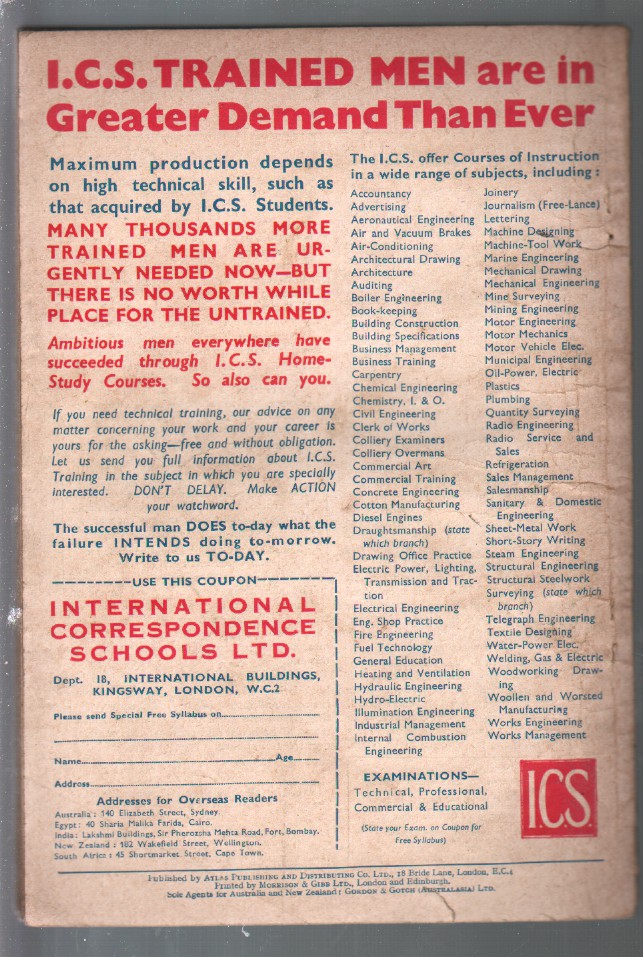 I.C.S. TRAINED MEN are in
Greater Demand Than Ever
Maximum production depends
on high technical skill, such as
that acquired by I.C.S. Students.
MANY THOUSANDS MORE
TRAINED MEN ARE UR-
GENTLY NEEDED NOW—BUT
THERE IS NO WORTH WHILE
PLACE FOR THE UNTRAINED.
Ambitious men everywhere have
succeeded through I.C.S. Home-
Study Courses. So also can you.
If you need technical training, our advice on any
matter concerning your work and your career is
yours for the asking—free and without obligation.
Let us send you full information about I.C.S.
Training in the subject in which you are specially
interested. DON'T DELAY. Make ACTION
your watchword.
The successful man DOES to-day what the
failure INTENDS doing to-morrow.
Write to us TO-DAY.
USE THIS COUPON
INTERNATIONAL
CORRESPONDENCE
SCHOOLS LTD.
Dept. 18, INTERNATIONAL BUILDINGS,
KINGSWAY, LONDON, W.C.2
Please send Special Free Syllabus on
Name Age
Address
Addresses for Overseas Readers
Australia: 140 Elizabeth Street, Sydney.
Egypt: 40 Sharia Malika Farida, Cairo.
India: Lakshmi Buildings, Sir Pherozsha Mehta Road, Fort, Bombay.
New Zealand: 182 Wakefield Street, Wellington.
South Africa: 45 Shortmarket Street, Cape Town.
The I.C.S. offer Courses of Instruction
in a wide range of subjects, including:
Accountancy
Advertising
Aeronautical Engineering
Air and Vacuum Brakes
Air-Conditioning
Architectural Drawing
Architecture
Auditing
Boiler Engineering
Book-keeping
Building Construction
Building Specifications
Business Management
Business Training
Carpentry
Chemical Engineering
Chemistry, I. & O.
Civil Engineering
Clerk of Works
Colliery Examiners
Colliery Overmans
Commercial Art
Commercial Training
Concrete Engineering
Cotton Manufacturing
Diesel Engines
Draughtsmanship (state
which branch)
Drawing Office Practice
Electric Power, Lighting,
Transmission and Trac-
tion
Electrical Engineering
Eng. Shop Practice
Fire Engineering
Fuel Technology
General Education
Heating and Ventilation
Hydraulic Engineering
Hydro-Electric
Illumination Engineering
Industrial Management
Internal Combustion
Engineering
Joinery
Journalism (Free-Lance)
Lettering
Machine Designing
Machine-Tool Work
Marine Engineering
Mechanical Drawing
Mechanical Engineering
Mine Surveying
Mining Engineering
Motor Engineering
Motor Mechanics
Motor Vehicle Elec.
Municipal Engineering
Oil-Power, Electric
Plastics
Plumbing
Quantity Surveying
Radio Engineering
Radio Service and
Sales
Refrigeration
Sales Management
Salesmanship
Sanitary & Domestic
Engineering
Sheet-Metal Work
Short-Story Writing
Steam Engineering
Structural Engineering
Structural Steelwork
Surveying (state which
branch)
Telegraph Engineering
Textile Designing
Water-Power Elec.
Welding, Gas & Electric
Woodworking Draw-
ing
Woollen and Worsted
Manufacturing
Works Engineering
Works Management
EXAMINATIONS—
Technical, Professional,
Commercial & Educational
(State your Exam. on Coupon for
Free Syllabus)
I.C.S.
Published by ATLAS PUBLISHING AND DISTRIBUTING CO. LTD., 18 Bride Lane, London, E.C.4
Printed by MORRISON & GIBB LTD., London and Edinburgh.
Sole Agents for Australia and New Zealand: GORDON & GOTCH (AUSTRALASIA) LTD.